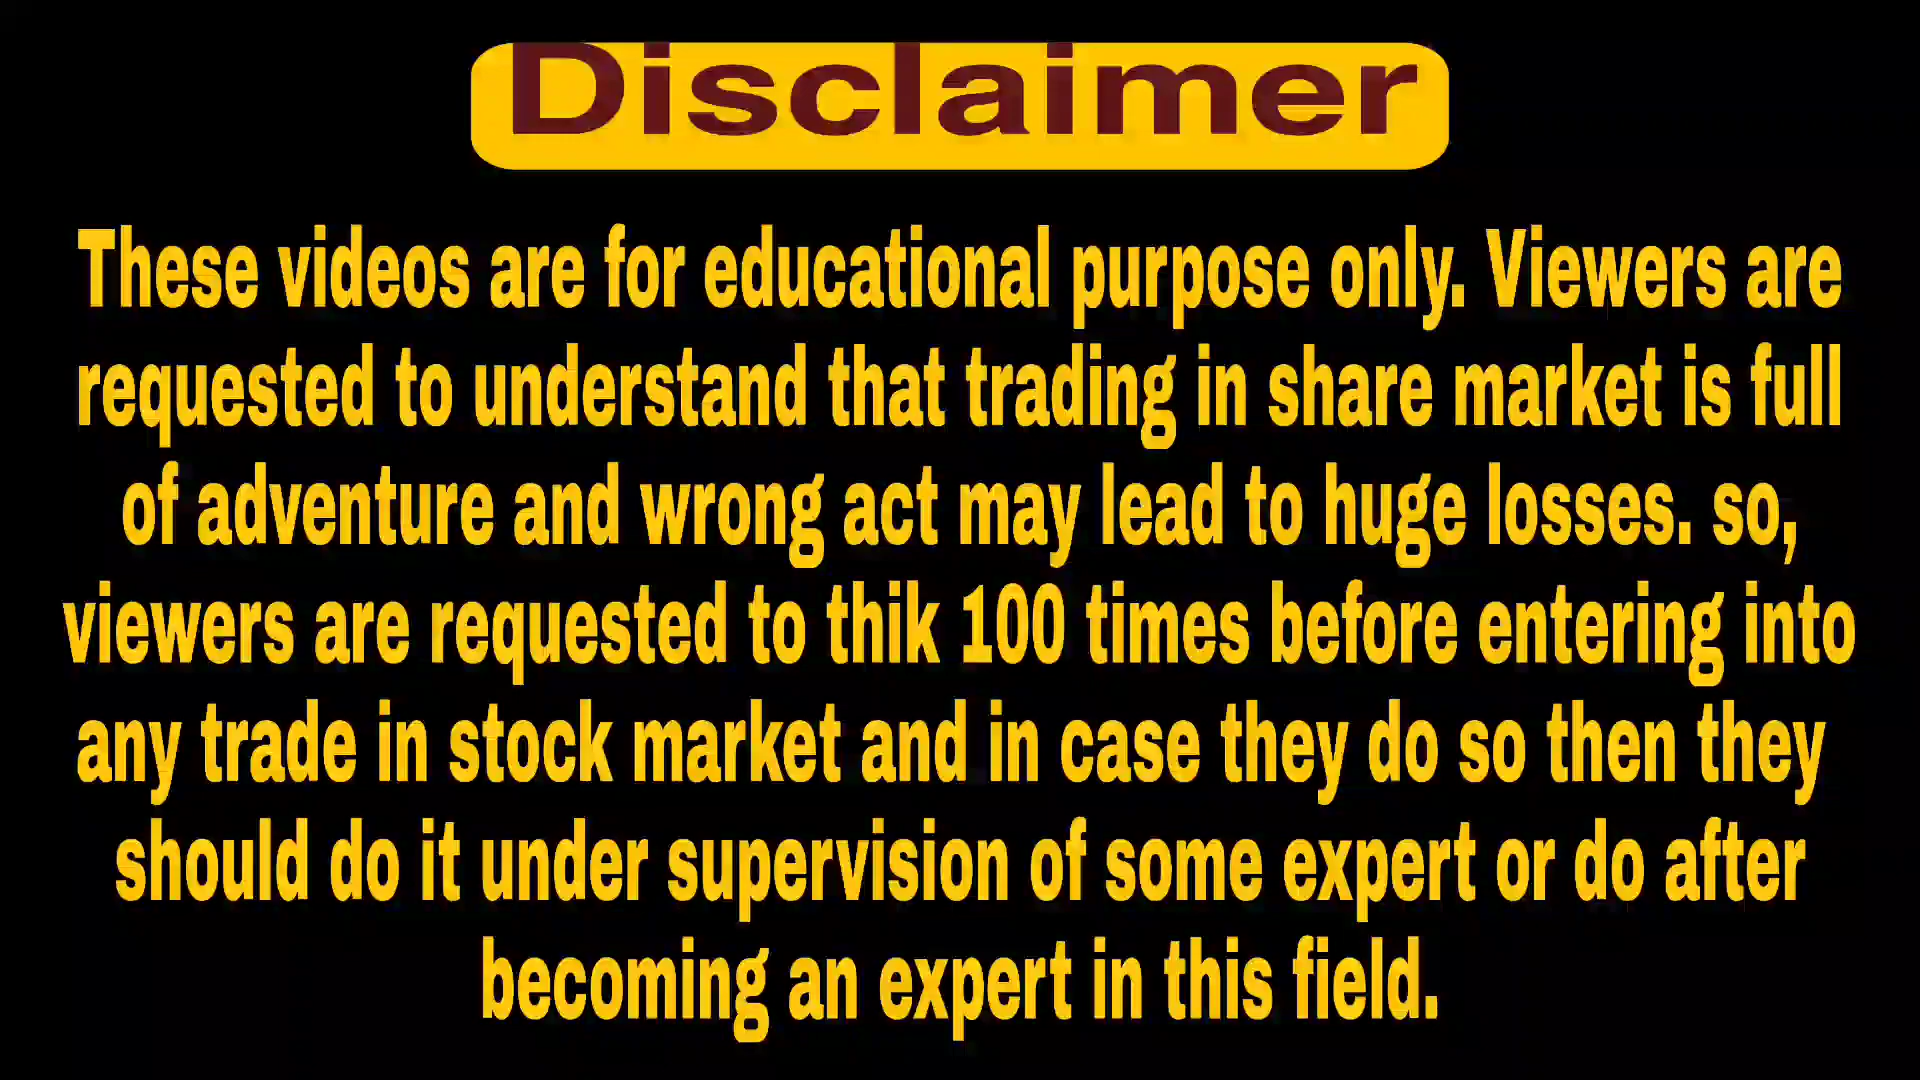 Disclaimer
These videos are for educational purpose only. Viewers are
requested to understand that trading in share market is full
of adventure and wrong act may lead to huge losses. so,
viewers are requested to thik 100 times before entering into
any trade in stock market and in case they do so then they
should do it under supervision of some expert or do after
becoming an expert in this field.